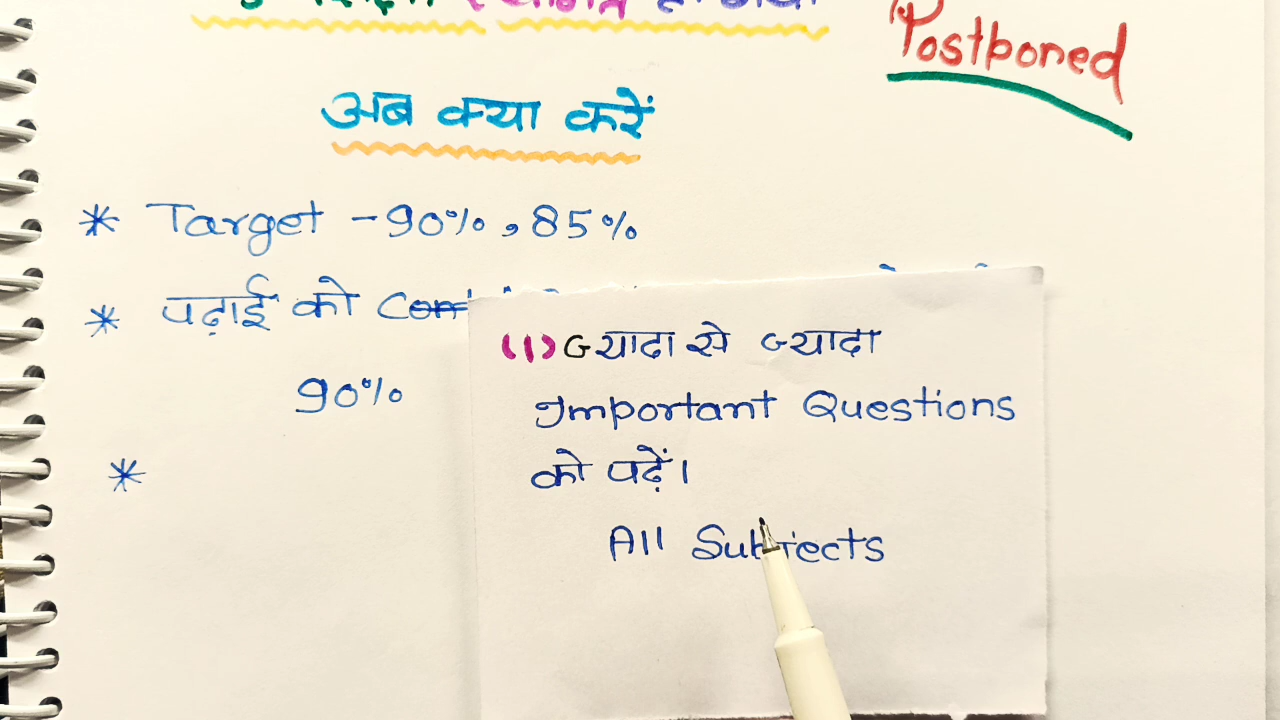 Postponed
अब क्या करें
* Target - 90%, 85%
* पढ़ाई को
90%
*
(1) ज्यादा से ज्यादा
Important Questions
को पढ़ें।
All Subjects